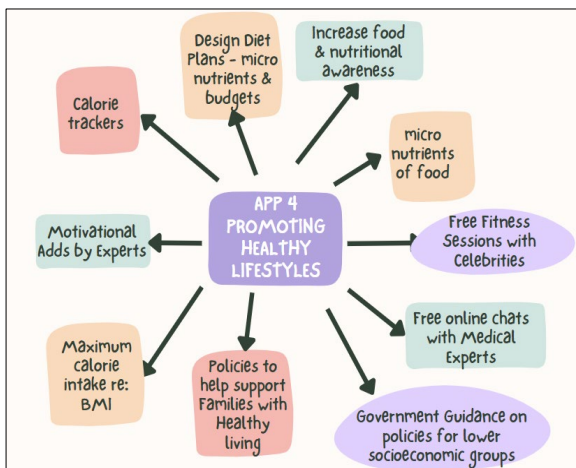 Increase food
& nutritional
awareness
Design Diet
Plans - micro
nutrients &
budgets
Calorie
trackers
micro
nutrients
of food
APP 4
PROMOTING
HEALTHY
LIFESTYLES
Motivational
Adds by Experts
Free Fitness
Sessions with
Celebrities
Free online chats
with Medical
Experts
Maximum
calorie
intake re:
BMI
Policies to
help support
Families with
Healthy
living
Government Guidance on
policies for lower
socioeconomic groups